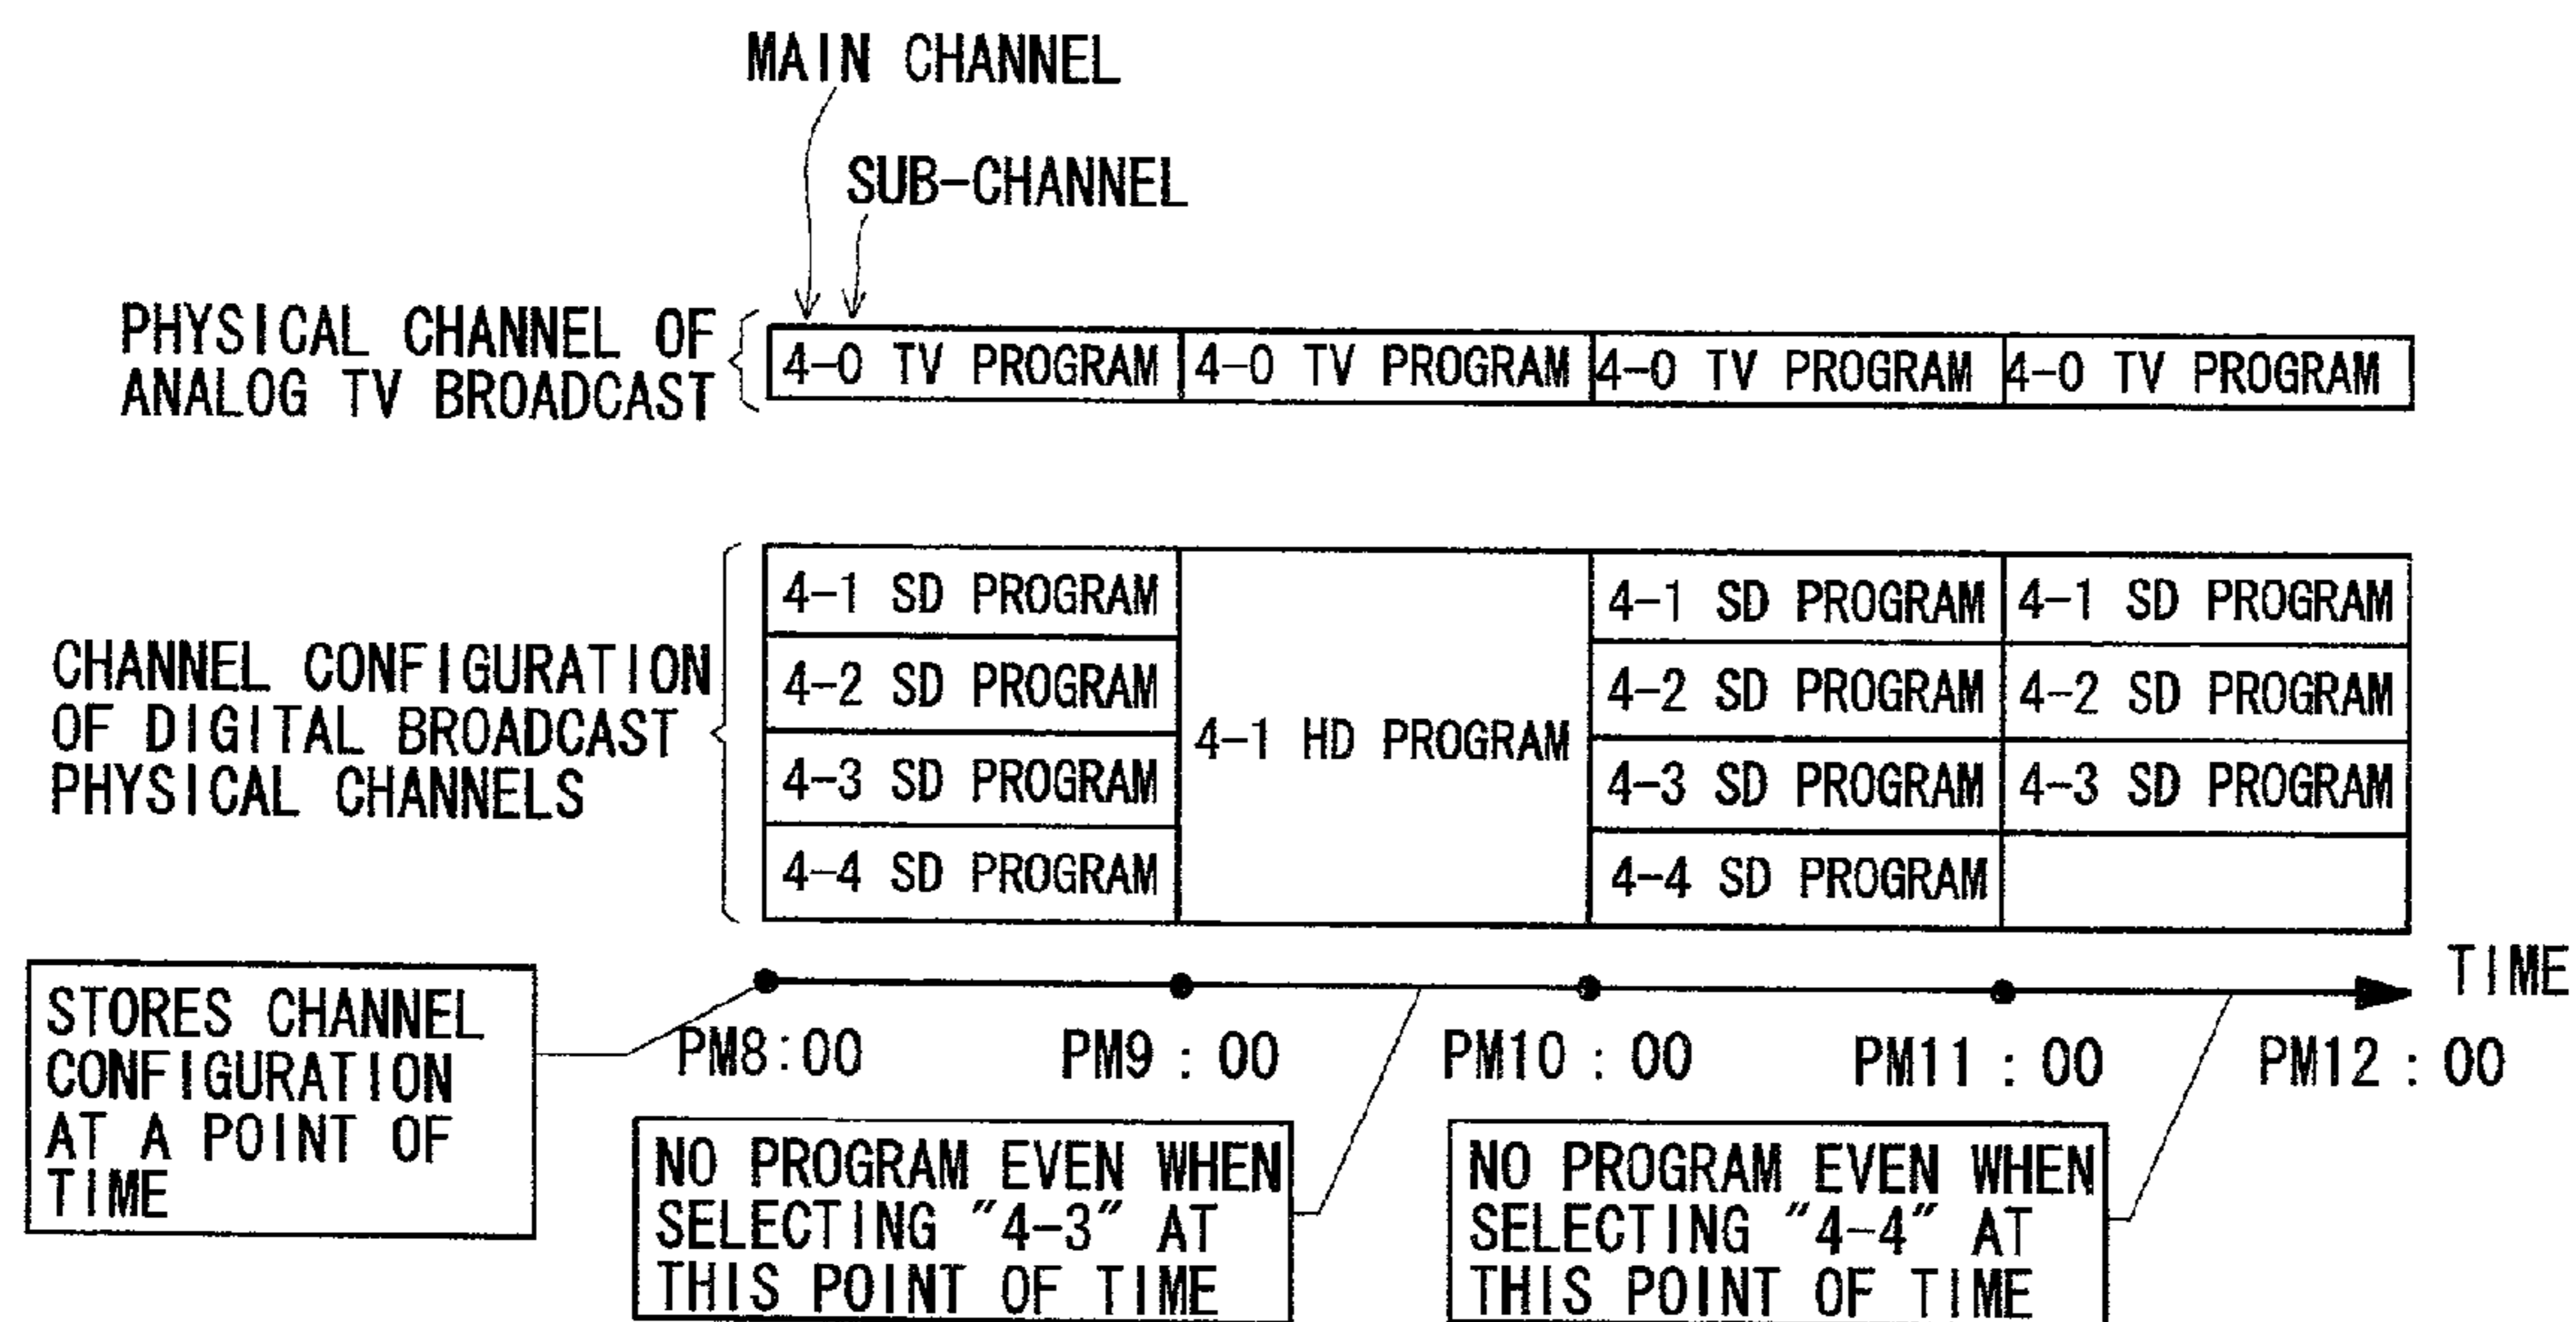 MAIN CHANNEL
SUB-CHANNEL
PHYSICAL CHANNEL OF
ANALOG TV BROADCAST
4-0 TV PROGRAM 4-0 TV PROGRAM 4-0 TV PROGRAM 4-0 TV PROGRAM
CHANNEL CONFIGURATION
OF DIGITAL BROADCAST
PHYSICAL CHANNELS
4-1 SD PROGRAM
4-2 SD PROGRAM
4-3 SD PROGRAM
4-4 SD PROGRAM
4-1 HD PROGRAM
4-1 SD PROGRAM
4-2 SD PROGRAM
4-3 SD PROGRAM
4-4 SD PROGRAM
4-1 SD PROGRAM
4-2 SD PROGRAM
4-3 SD PROGRAM
TIME
PM8:00 PM9:00 PM10:00 PM11:00 PM12:00
STORES CHANNEL
CONFIGURATION
AT A POINT OF
TIME
NO PROGRAM EVEN WHEN
SELECTING "4-3" AT
THIS POINT OF TIME
NO PROGRAM EVEN WHEN
SELECTING "4-4" AT
THIS POINT OF TIME